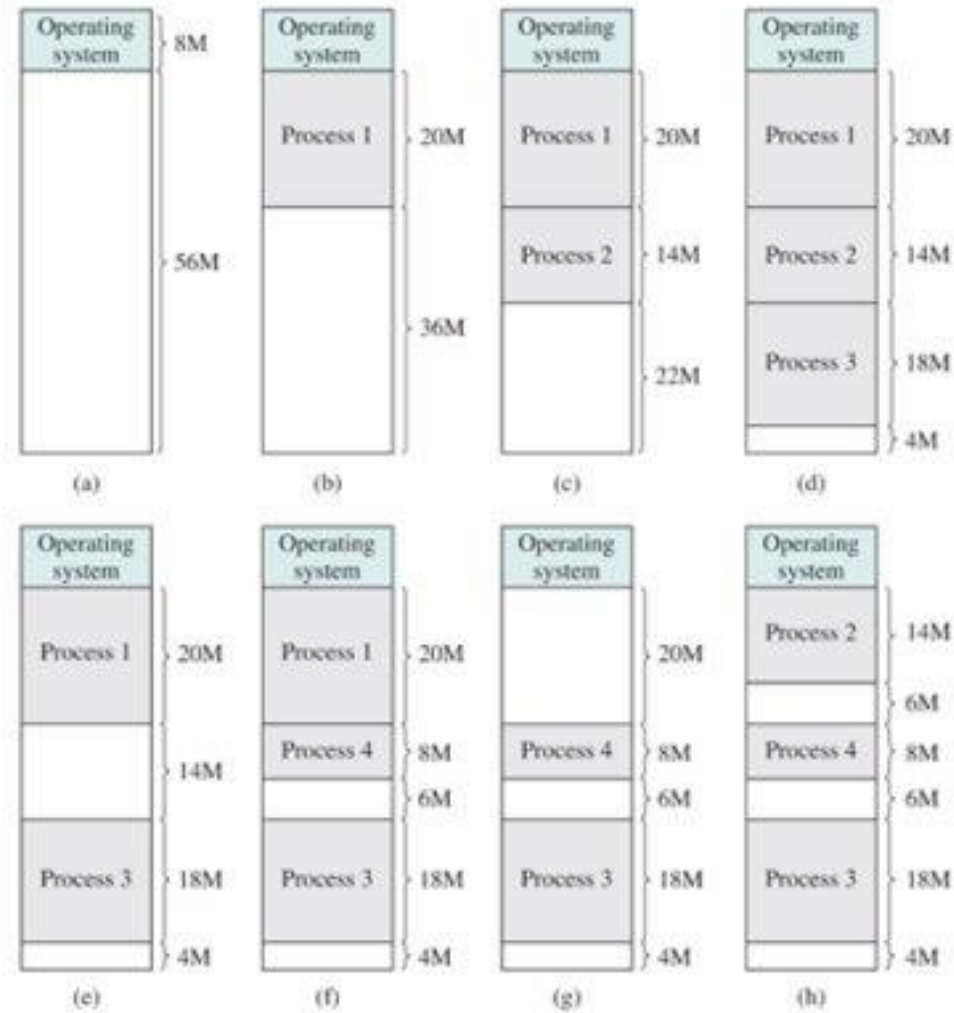 Operating
system
8M
56M
(a)
Operating
system
Process 1
20M
36M
(b)
Operating
system
Process 1
20M
Process 2
14M
22M
(c)
Operating
system
Process 1
20M
Process 2
14M
Process 3
18M
4M
(d)
Operating
system
Process 1
20M
14M
Process 3
18M
4M
(e)
Operating
system
Process 1
20M
Process 4
8M
6M
Process 3
18M
4M
(f)
Operating
system
20M
Process 4
8M
6M
Process 3
18M
4M
(g)
Operating
system
Process 2
14M
6M
Process 4
8M
6M
Process 3
18M
4M
(h)